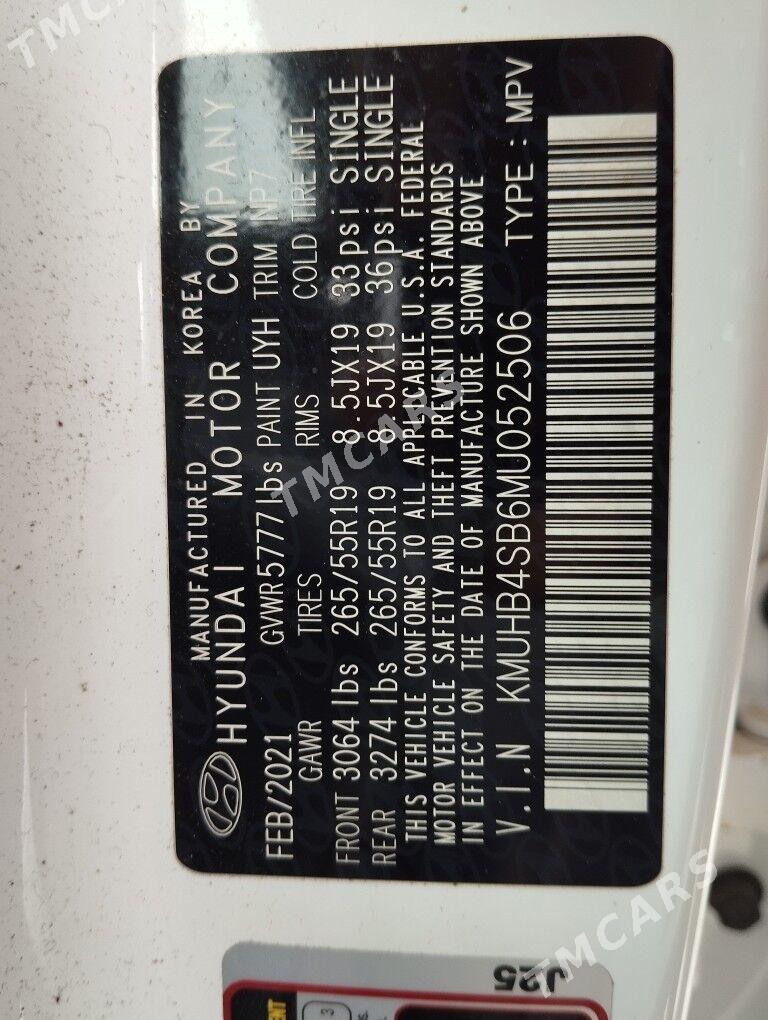 MANUFACTURED IN KOREA BY
HYUNDAI MOTOR COMPANY
FEB/2021 GVWR 5777 lbs PAINT UYH TRIM NP7
GAWR TIRES RIMS COLD TIRE INFL
FRONT 3064 lbs 265/55R19 8.5JX19 33psi SINGLE
REAR 3274 lbs 265/55R19 8.5JX19 36psi SINGLE
THIS VEHICLE CONFORMS TO ALL APPLICABLE U.S.A. FEDERAL
MOTOR VEHICLE SAFETY AND THEFT PREVENTION STANDARDS
IN EFFECT ON THE DATE OF MANUFACTURE SHOWN ABOVE
V.I.N KMUHB4SB6MU052506 TYPE : MPV
J25
3
TMCARS
TMCARS
TMCARS
TMCARS